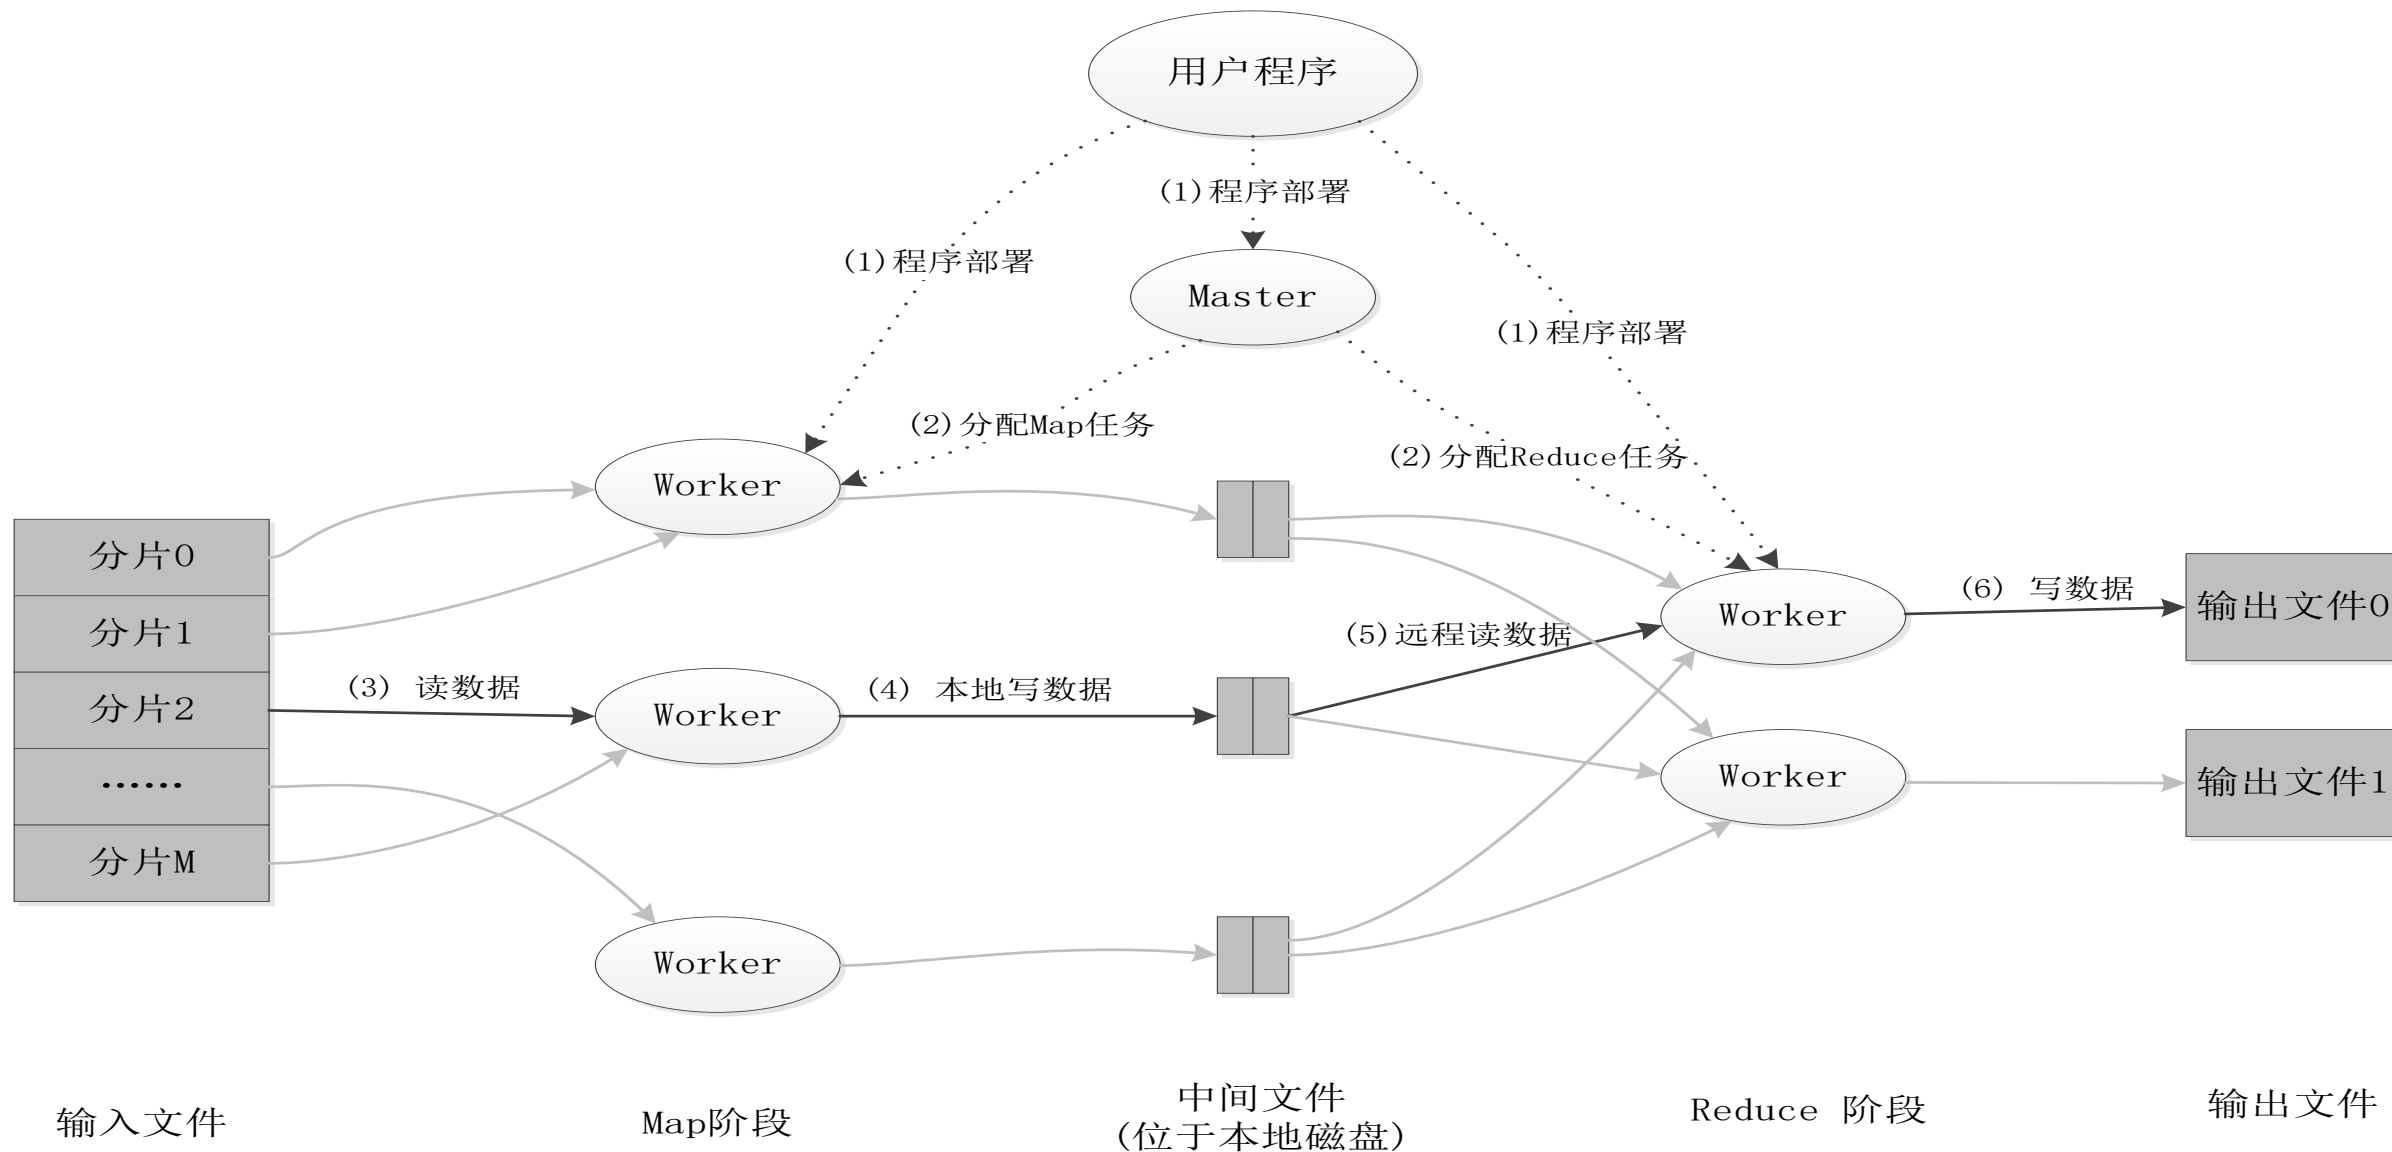 用户程序
(1)程序部署
(1)程序部署
Master
(1)程序部署
(2)分配Map任务
(2)分配Reduce任务
Worker
分片0
分片1
分片2
……
分片M
(3) 读数据
Worker
(4) 本地写数据
(5)远程读数据
Worker
(6) 写数据
输出文件0
Worker
输出文件1
Worker
输入文件
Map阶段
中间文件
(位于本地磁盘)
Reduce 阶段
输出文件